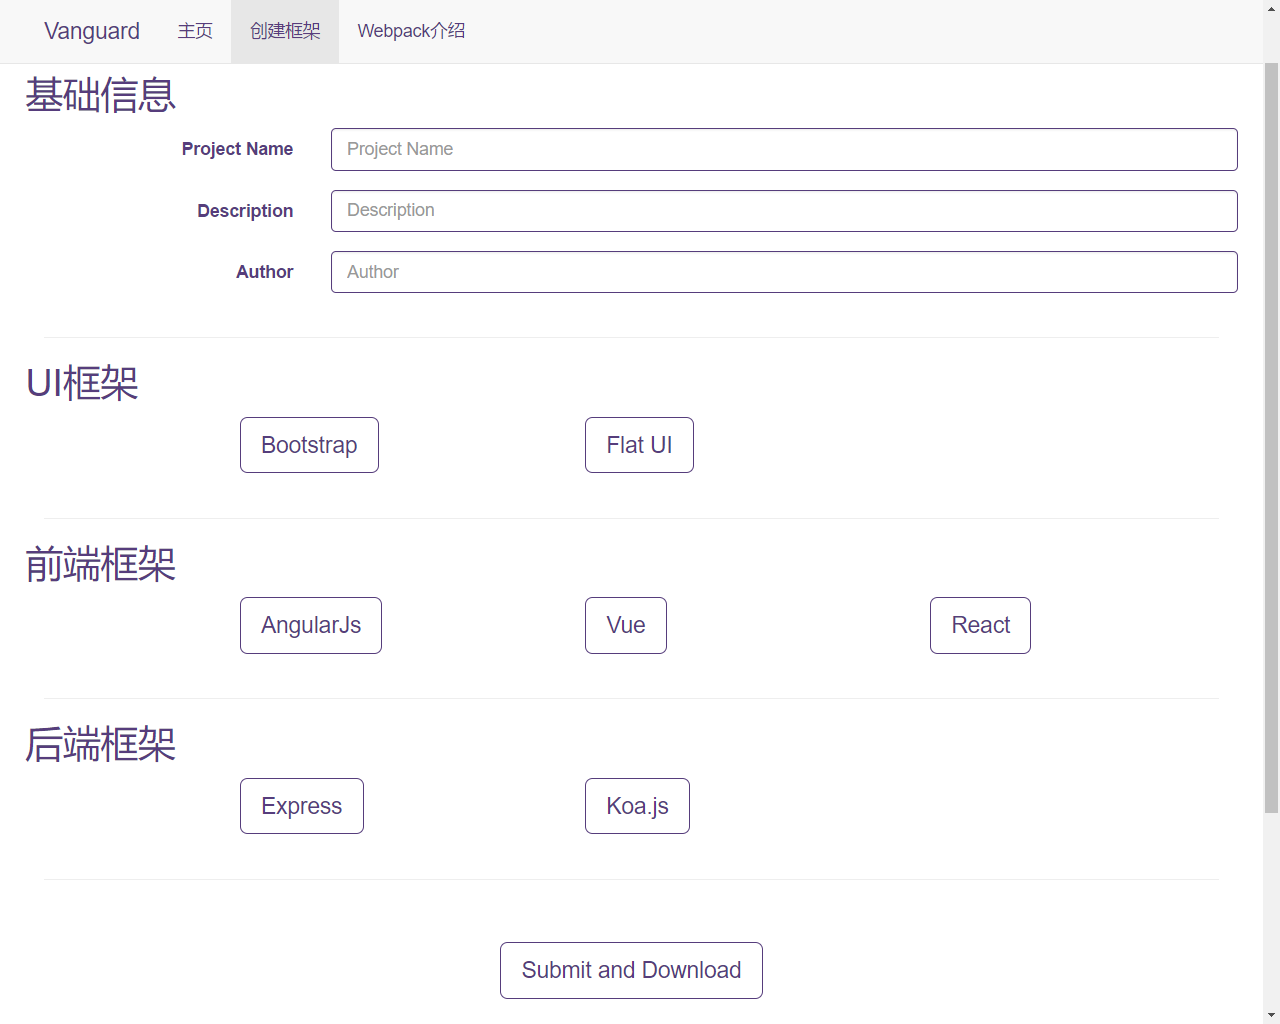 Vanguard 主页 创建框架 Webpack介绍
基础信息
Project Name Project Name
Description Description
Author Author
UI框架
Bootstrap Flat UI
前端框架
AngularJs Vue React
后端框架
Express Koa.js
Submit and Download